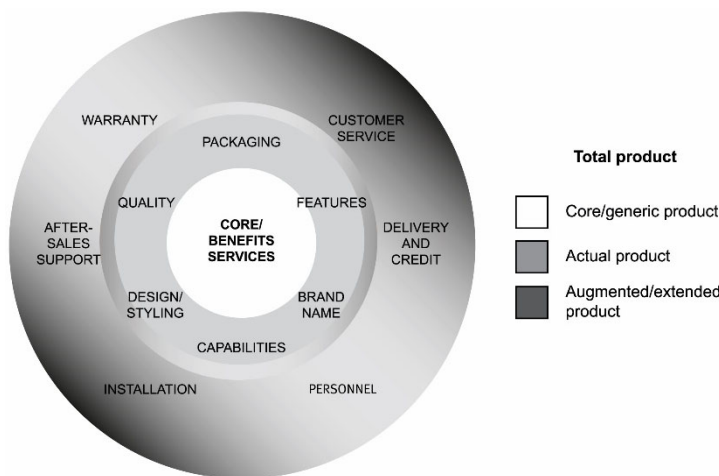 WARRANTY
CUSTOMER
SERVICE
PACKAGING
QUALITY
FEATURES
AFTER-
SALES
SUPPORT
CORE/
BENEFITS
SERVICES
DELIVERY
AND
CREDIT
DESIGN/
STYLING
BRAND
NAME
CAPABILITIES
INSTALLATION
PERSONNEL
Total product
Core/generic product
Actual product
Augmented/extended
product